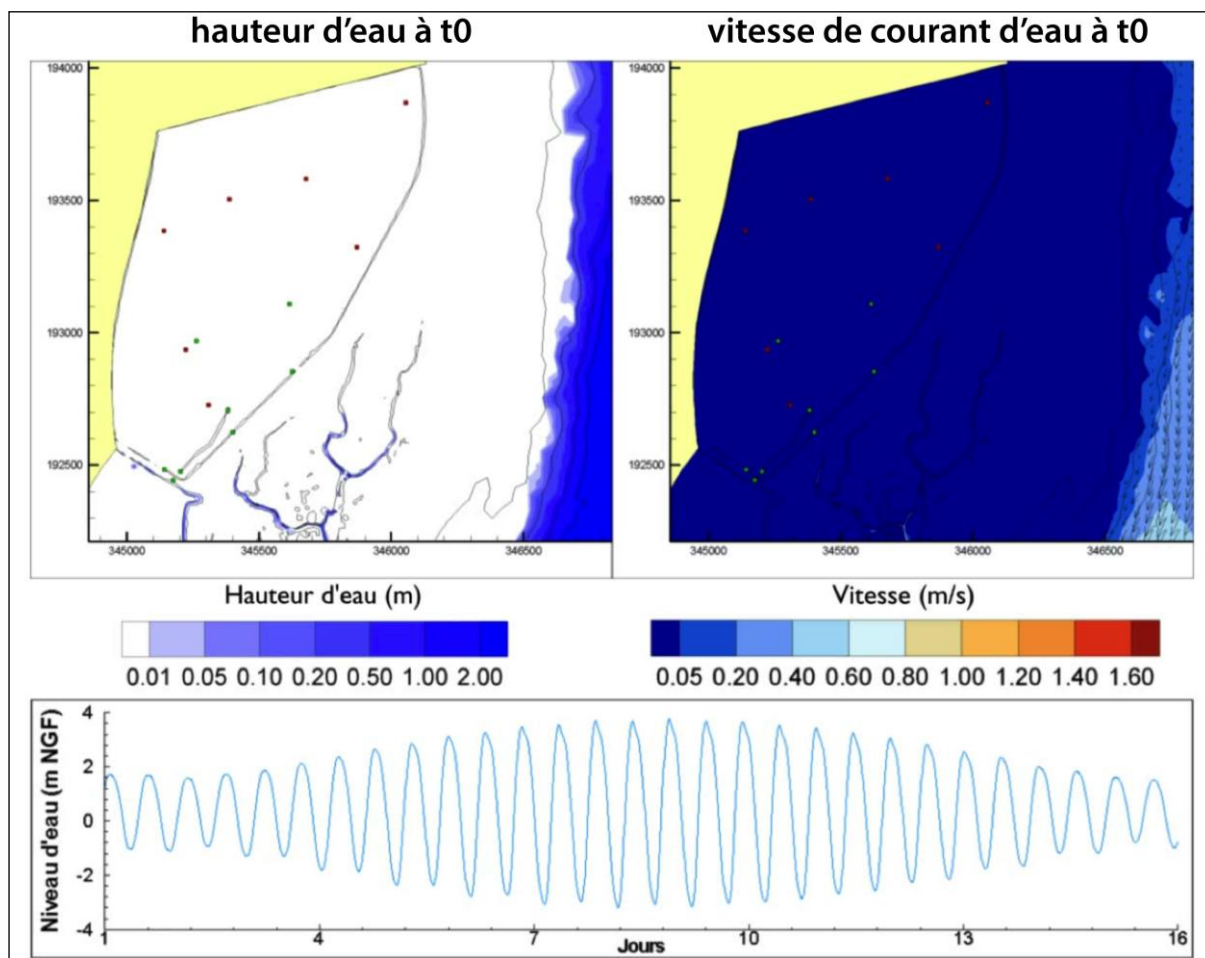 hauteur d'eau à t0
vitesse de courant d'eau à t0
194000
193500
193000
192500
345000 345500 346000 346500
194000
193500
193000
192500
345000 345500 346000 346500
Hauteur d'eau (m)
0.01 0.05 0.10 0.20 0.50 1.00 2.00
Vitesse (m/s)
0.05 0.20 0.40 0.60 0.80 1.00 1.20 1.40 1.60
Niveau d'eau (m NGF)
4
2
0
-2
-4
1 4 7 10 13 16
Jours